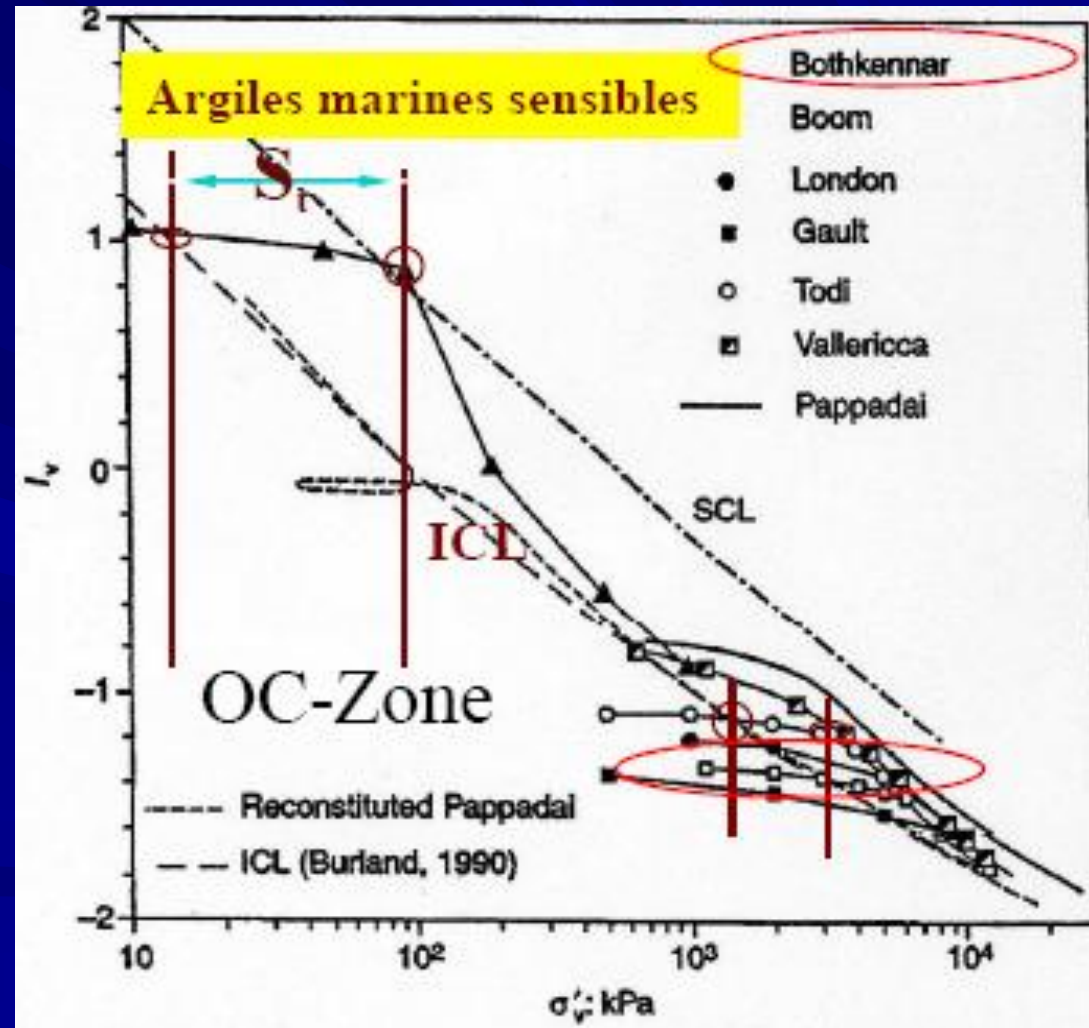 2
Bothkennar
Argiles marines sensibles
Boom
St
London
1
Gault
Todi
Vallericca
Pappadai
Iv
0
SCL
ICL
−1
OC-Zone
Reconstituted Pappadai
ICL (Burland, 1990)
−2
10 10² 10³ 10⁴
σ′v: kPa